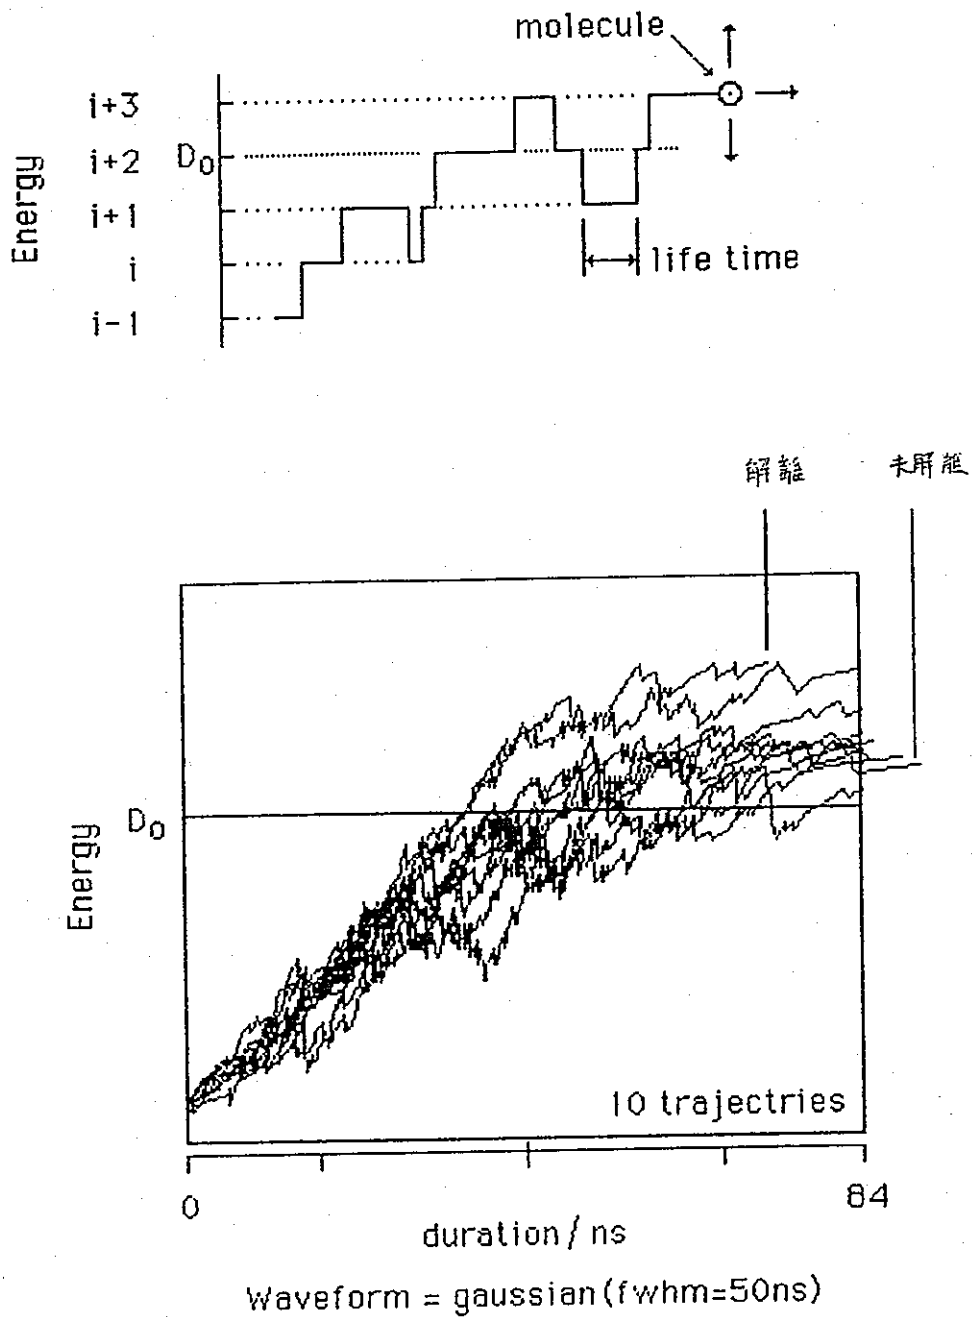 molecule
i+3
i+2 D₀
i+1
i
i-1
Energy
life time
解離
未解離
D₀
Energy
10 trajectries
0
84
duration / ns
Waveform = gaussian(fwhm=50ns)